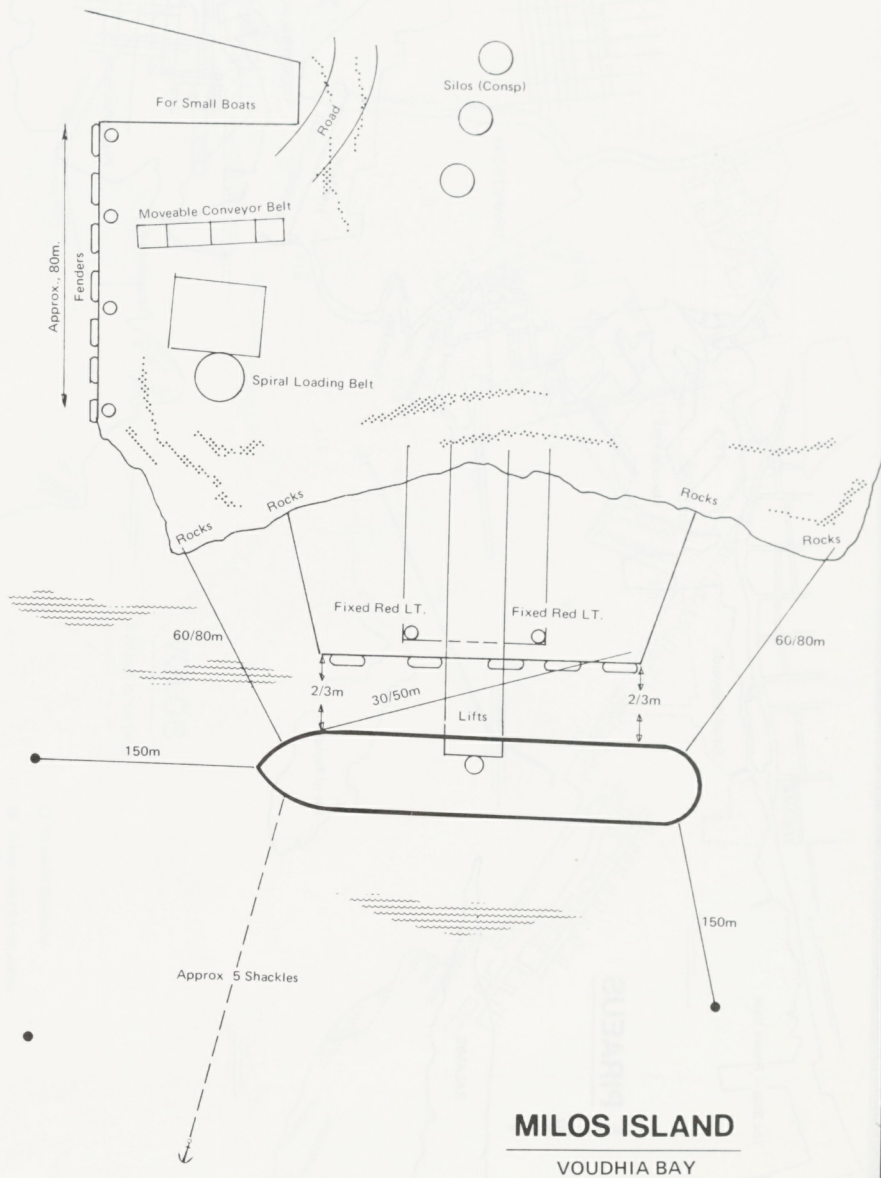 For Small Boats
Road
Silos (Consp)
Approx., 80m.
Fenders
Moveable Conveyor Belt
Spiral Loading Belt
Rocks
Rocks
Rocks
Rocks
Fixed Red LT.
Fixed Red LT.
60/80m
60/80m
2/3m
30/50m
2/3m
Lifts
150m
150m
Approx 5 Shackles
MILOS ISLAND
VOUDHIA BAY